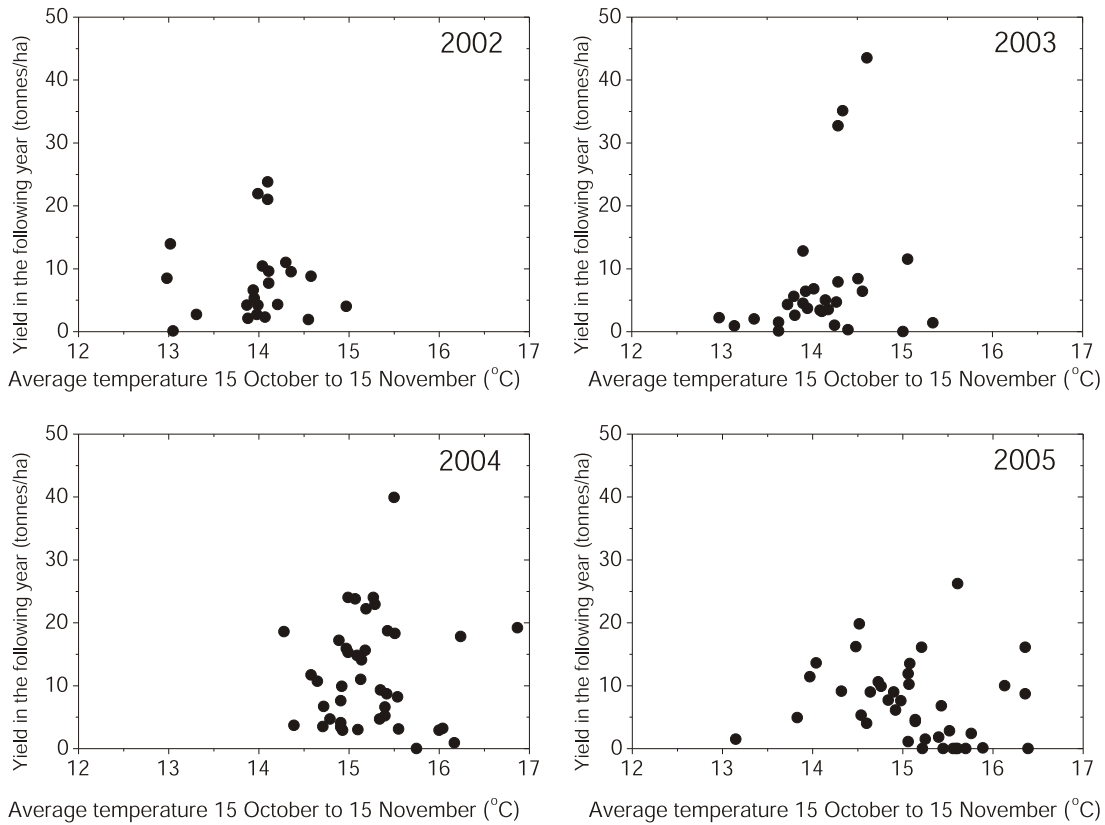 50
40
30
20
10
0
Yield in the following year (tonnes/ha)
2002
12 13 14 15 16 17
Average temperature 15 October to 15 November (°C)
50
40
30
20
10
0
Yield in the following year (tonnes/ha)
2003
12 13 14 15 16 17
Average temperature 15 October to 15 November (°C)
50
40
30
20
10
0
Yield in the following year (tonnes/ha)
2004
12 13 14 15 16 17
Average temperature 15 October to 15 November (°C)
50
40
30
20
10
0
Yield in the following year (tonnes/ha)
2005
12 13 14 15 16 17
Average temperature 15 October to 15 November (°C)